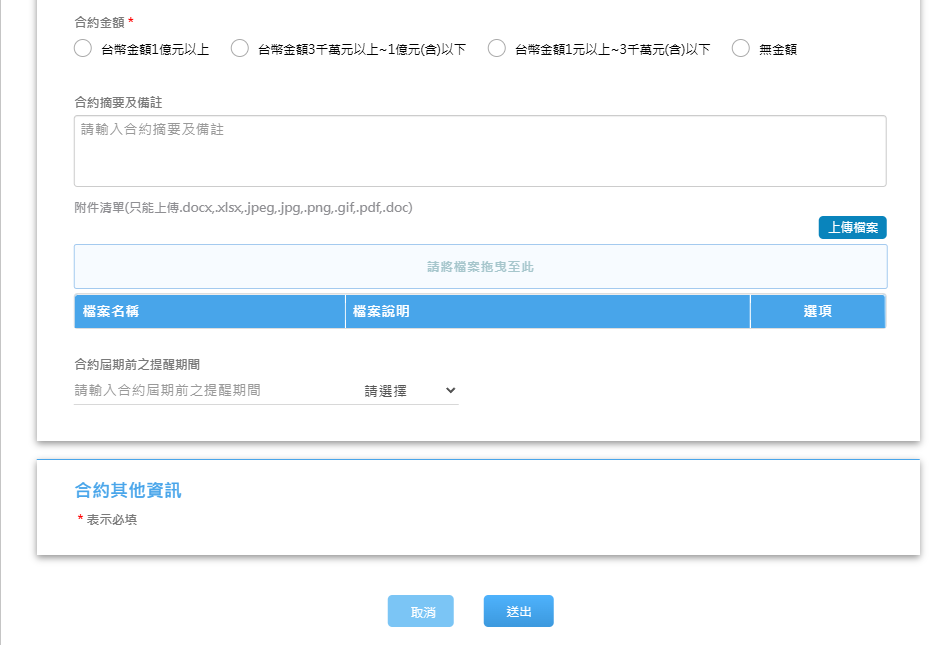 合約金額*
台幣金額1億元以上 台幣金額3千萬元以上~1億元(含)以下 台幣金額1元以上~3千萬元(含)以下 無金額
合約摘要及備註
請輸入合約摘要及備註
附件清單(只能上傳.docx,.xlsx,.jpeg,.jpg,.png,.gif,.pdf,.doc)
上傳檔案
請將檔案拖曳至此
檔案名稱 檔案說明 選項
合約屆期前之提醒期間
請輸入合約屆期前之提醒期間 請選擇
合約其他資訊
*表示必填
取消 送出